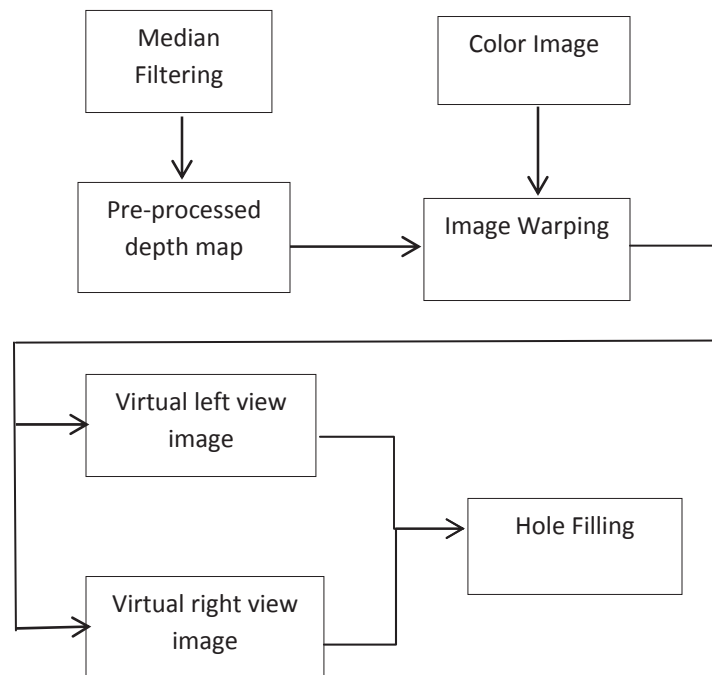 Median
Filtering
Color Image
Pre-processed
depth map
Image Warping
Virtual left view
image
Hole Filling
Virtual right view
image